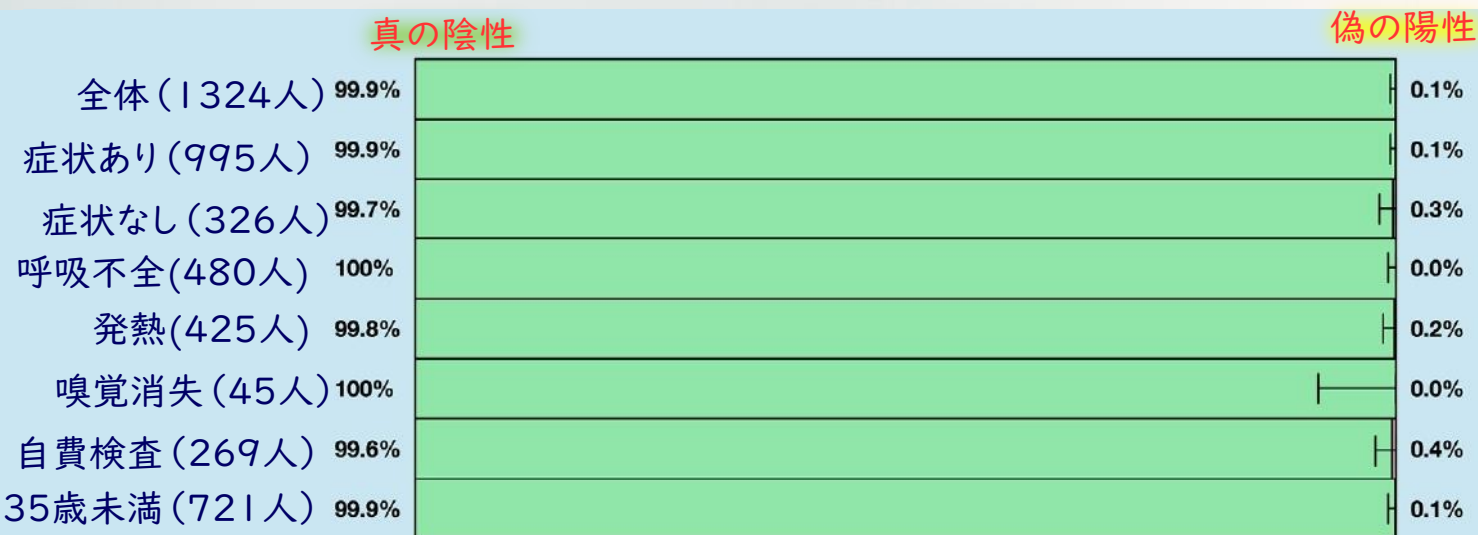 真の陰性 偽の陽性
全体(1324人) 99.9% 0.1%
症状あり(995人) 99.9% 0.1%
症状なし(326人) 99.7% 0.3%
呼吸不全(480人) 100% 0.0%
発熱(425人) 99.8% 0.2%
嗅覚消失(45人) 100% 0.0%
自費検査(269人) 99.6% 0.4%
35歳未満(721人) 99.9% 0.1%